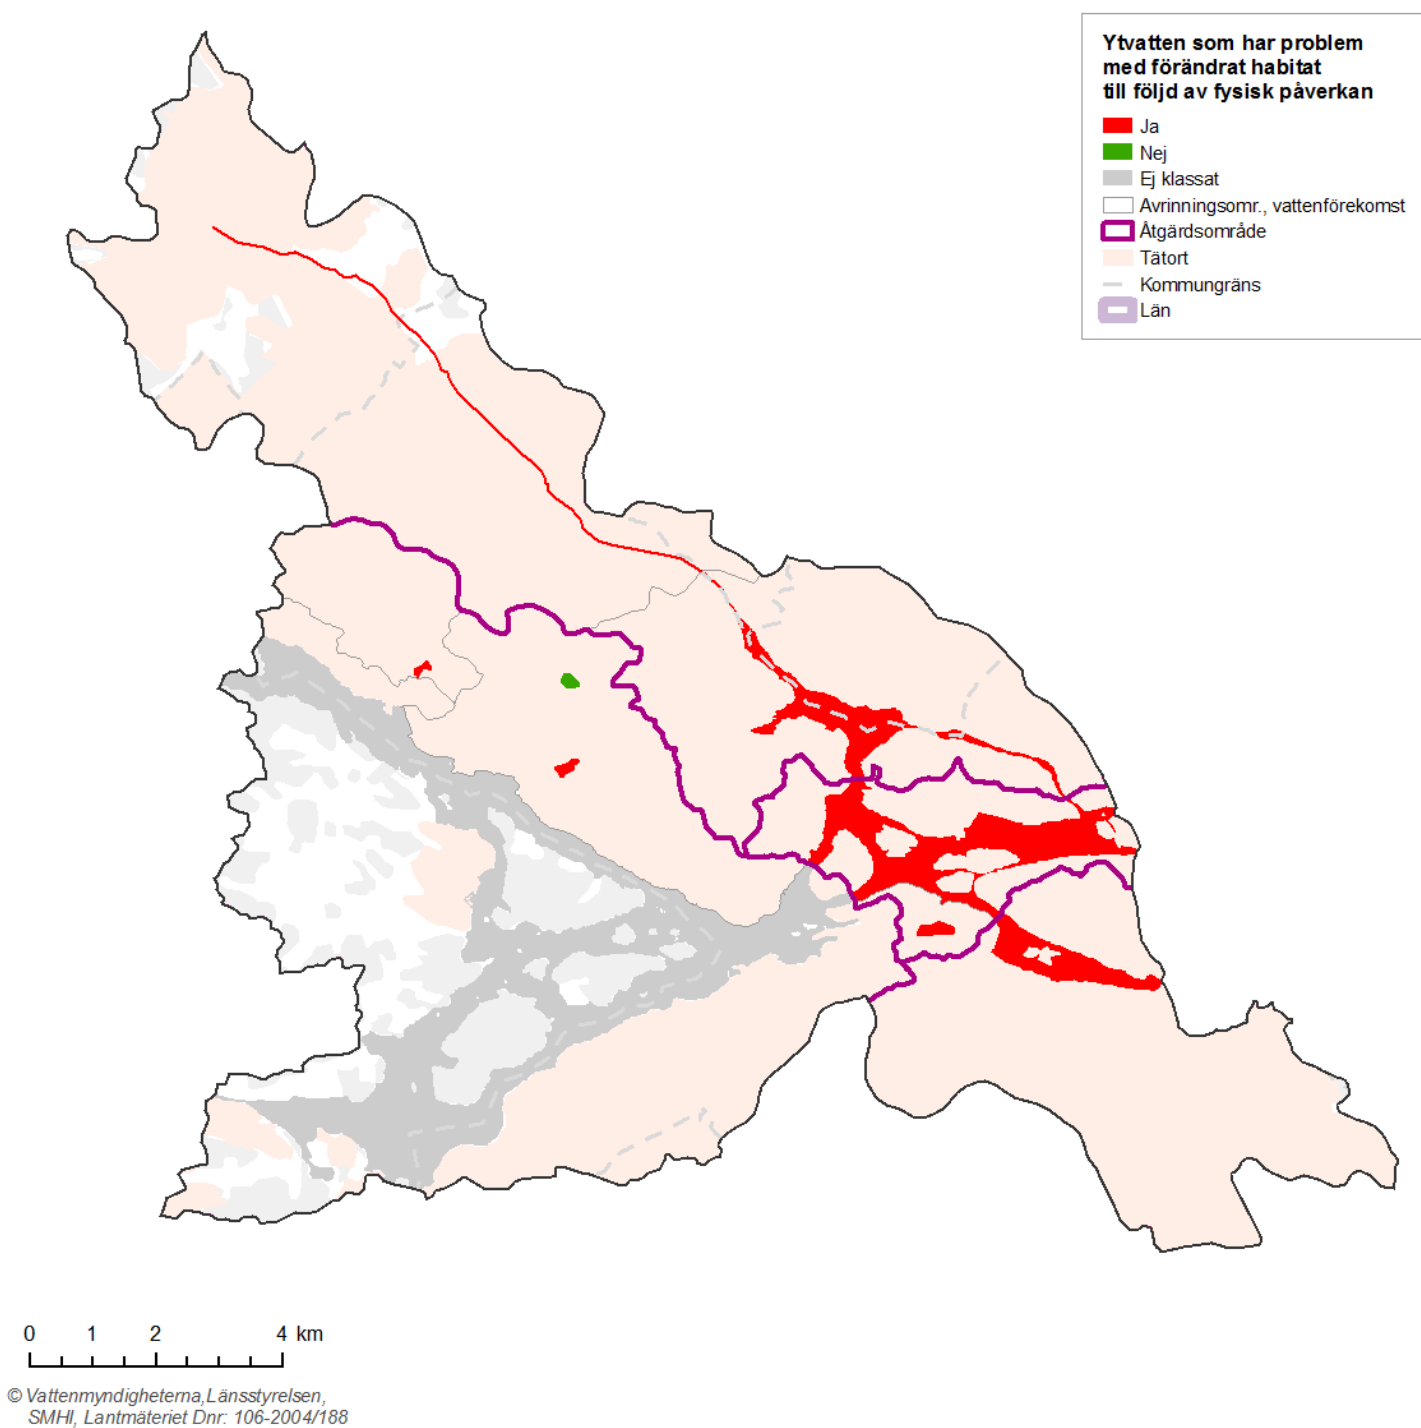 Ytvatten som har problem
med förändrat habitat
till följd av fysisk påverkan
Ja
Nej
Ej klassat
Avrinningsomr., vattenförekomst
Åtgärdsområde
Tätort
Kommungräns
Län
0 1 2 4 km
© Vattenmyndigheterna,Länsstyrelsen,
SMHI, Lantmäteriet Dnr: 106-2004/188